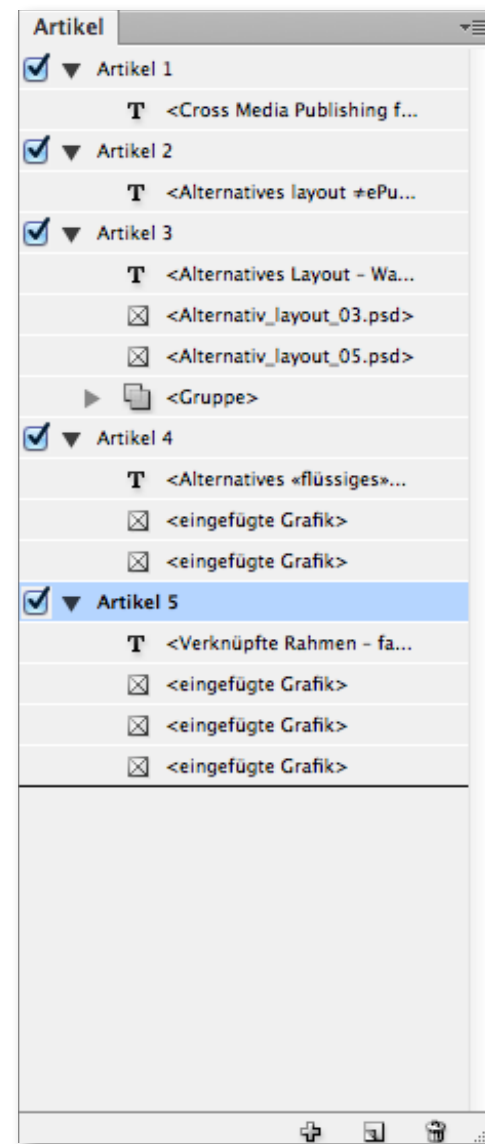 Artikel
Artikel 1
T <Cross Media Publishing f...
Artikel 2
T <Alternatives layout ≠ePu...
Artikel 3
T <Alternatives Layout – Wa...
<Alternativ_layout_03.psd>
<Alternativ_layout_05.psd>
<Gruppe>
Artikel 4
T <Alternatives «flüssiges»...
<eingefügte Grafik>
<eingefügte Grafik>
Artikel 5
T <Verknüpfte Rahmen – fa...
<eingefügte Grafik>
<eingefügte Grafik>
<eingefügte Grafik>